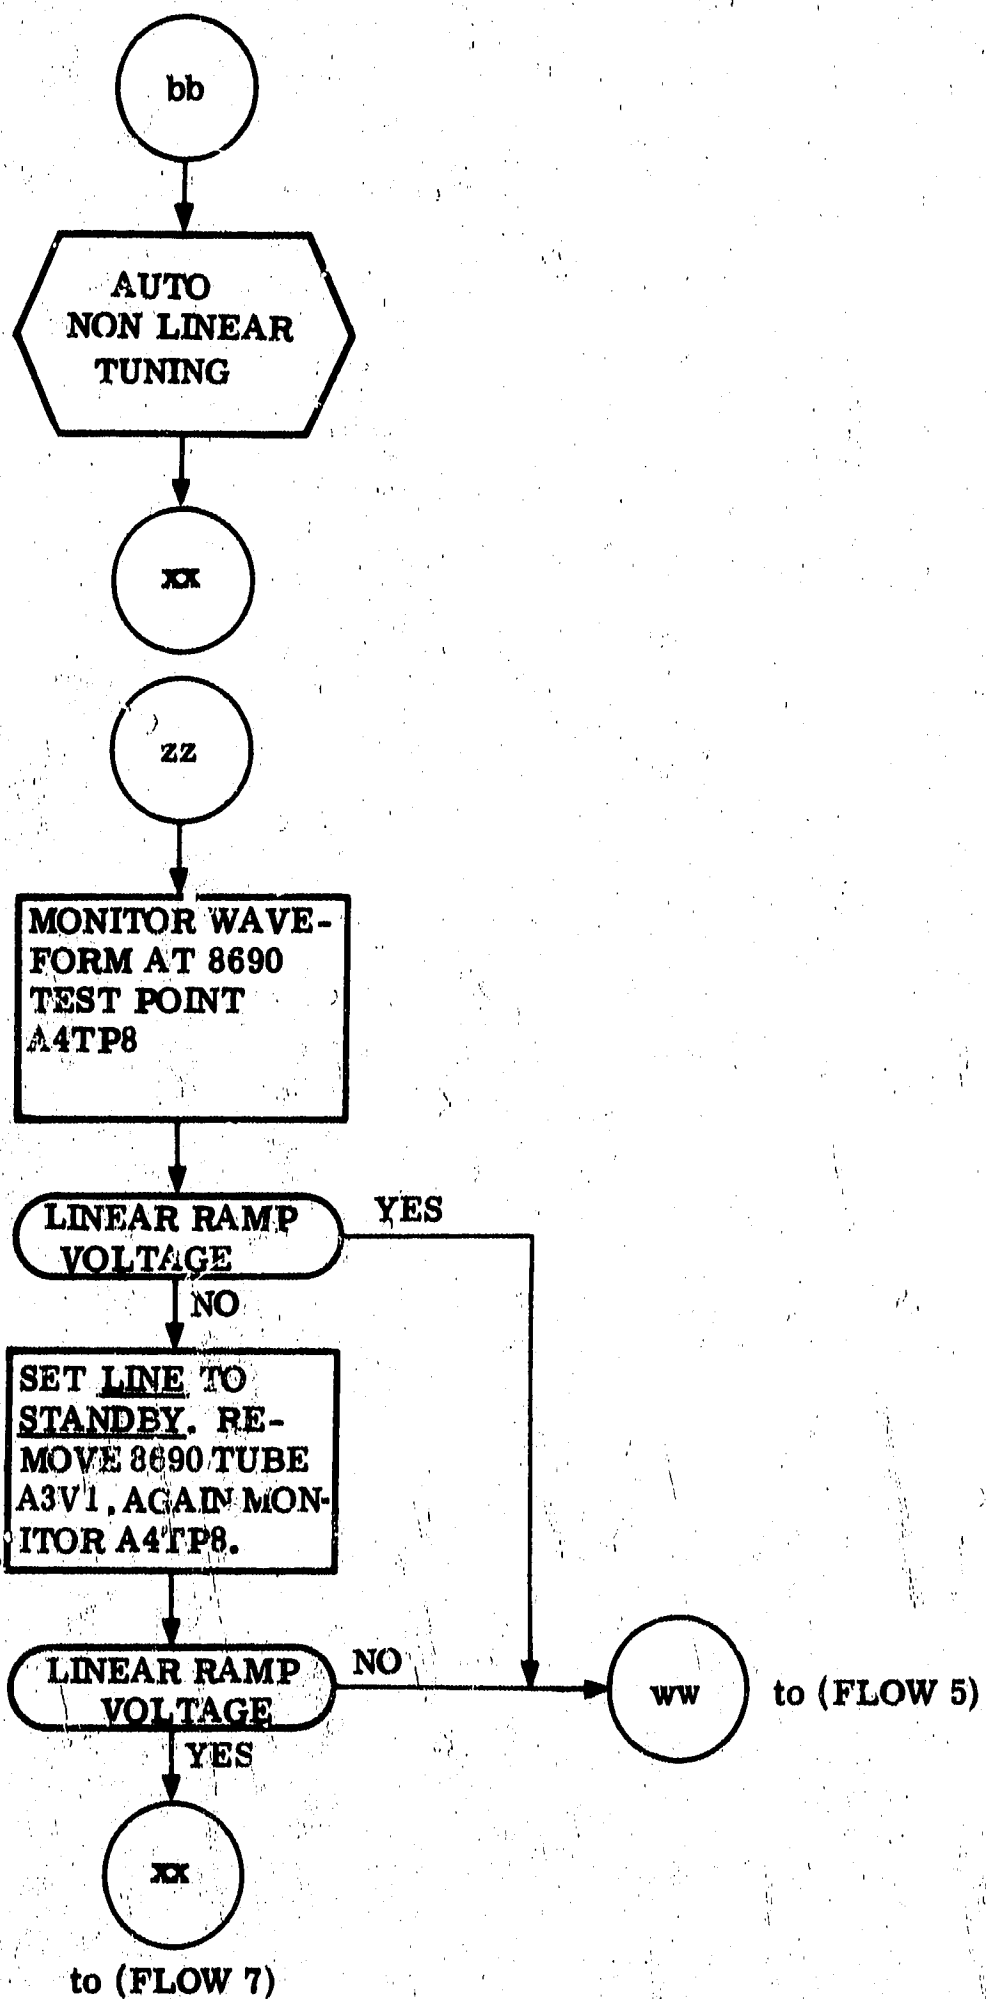 bb
AUTO
NON LINEAR
TUNING
xx
zz
MONITOR WAVE-
FORM AT 8690
TEST POINT
A4TP8
LINEAR RAMP
VOLTAGE
YES
NO
SET LINE TO
STANDBY. RE-
MOVE 8690 TUBE
A3V1. AGAIN MON-
ITOR A4TP8.
LINEAR RAMP
VOLTAGE
NO
ww
to (FLOW 5)
YES
xx
to (FLOW 7)